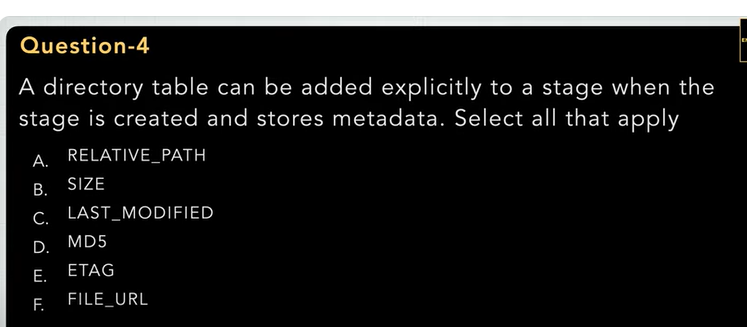 Question-4
A directory table can be added explicitly to a stage when the
stage is created and stores metadata. Select all that apply
A. RELATIVE_PATH
B. SIZE
C. LAST_MODIFIED
D. MD5
E. ETAG
F. FILE_URL